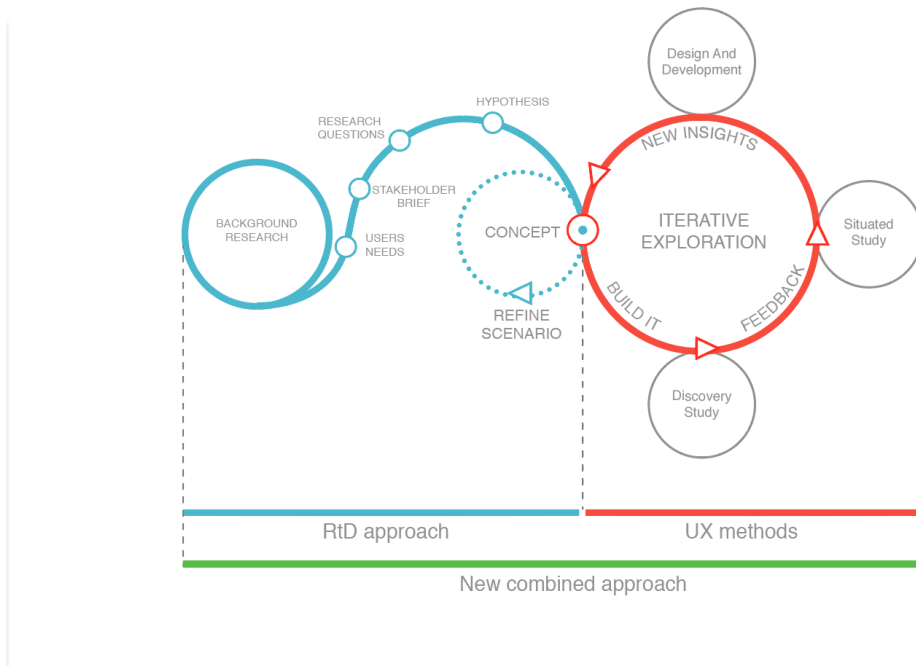 Design And
Development
HYPOTHESIS
RESEARCH
QUESTIONS
NEW INSIGHTS
STAKEHOLDER
BRIEF
BACKGROUND
RESEARCH
USERS
NEEDS
CONCEPT
ITERATIVE
EXPLORATION
Situated
Study
BUILD IT
FEEDBACK
REFINE
SCENARIO
Discovery
Study
RtD approach
UX methods
New combined approach